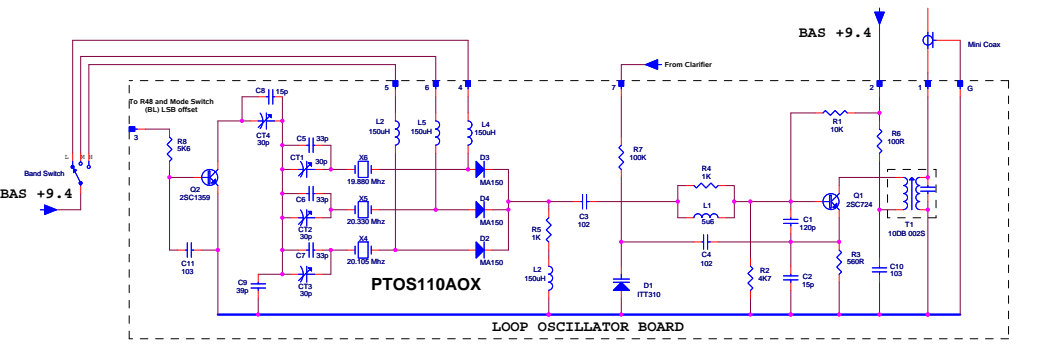 BAS +9.4
Mini Coax
From Clarifier
5
6
4
7
2
1
G
C8
15p
To R48 and Mode Switch
(BL) LSB offset
3
CT4
30p
L2
150uH
L5
150uH
L4
150uH
R1
10K
R6
100R
R8
5K6
C5
33p
L
M
H
Band Switch
CT1
30p
X6
19.880 Mhz
D3
MA150
R7
100K
R4
1K
BAS +9.4
Q2
2SC1359
C6
33p
X5
20.330 Mhz
D4
MA150
L1
5u6
Q1
2SC724
CT2
30p
C3
102
C1
120p
T1
10DB 002S
C7
33p
X4
20.105 Mhz
D2
MA150
R5
1K
C4
102
R3
560R
C11
103
C9
39p
CT3
30p
PTOS110AOX
L2
150uH
D1
ITT310
R2
4K7
C2
15p
C10
103
LOOP OSCILLATOR BOARD